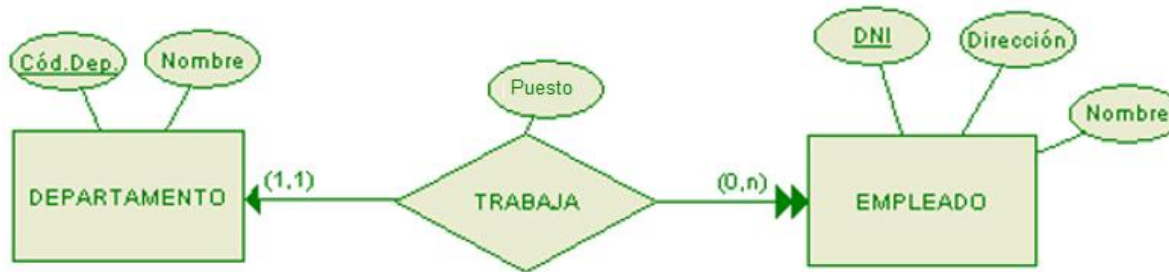 Cód.Dep.
Nombre
Puesto
DNI
Dirección
Nombre
DEPARTAMENTO
(1,1)
TRABAJA
(0,n)
EMPLEADO